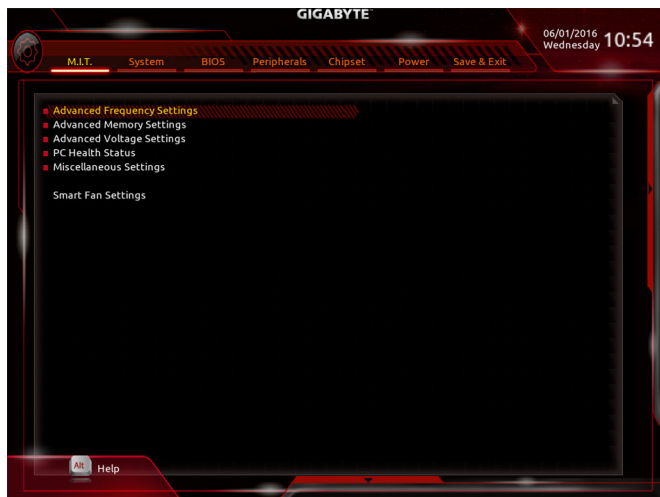 GIGABYTE™
06/01/2016
Wednesday
10:54
M.I.T. System BIOS Peripherals Chipset Power Save & Exit
Advanced Frequency Settings
Advanced Memory Settings
Advanced Voltage Settings
PC Health Status
Miscellaneous Settings
Smart Fan Settings
Alt Help